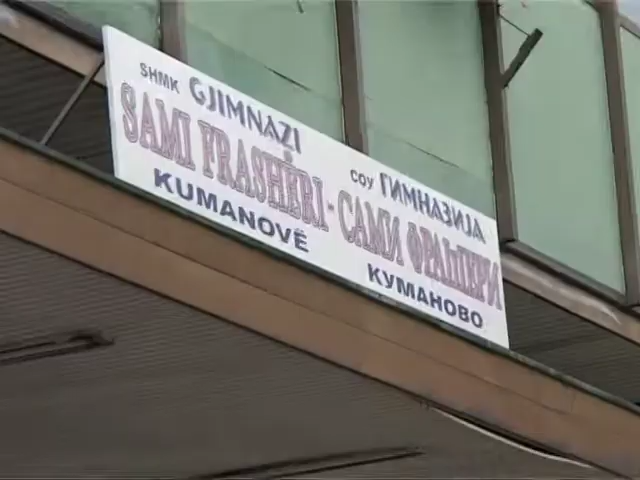 SHMK GJIMNAZI
SAMI FRASHËRI - САМИ ФРАШЕРИ
KUMANOVË
СОУ ГИМНАЗИЈА
КУМАНОВО